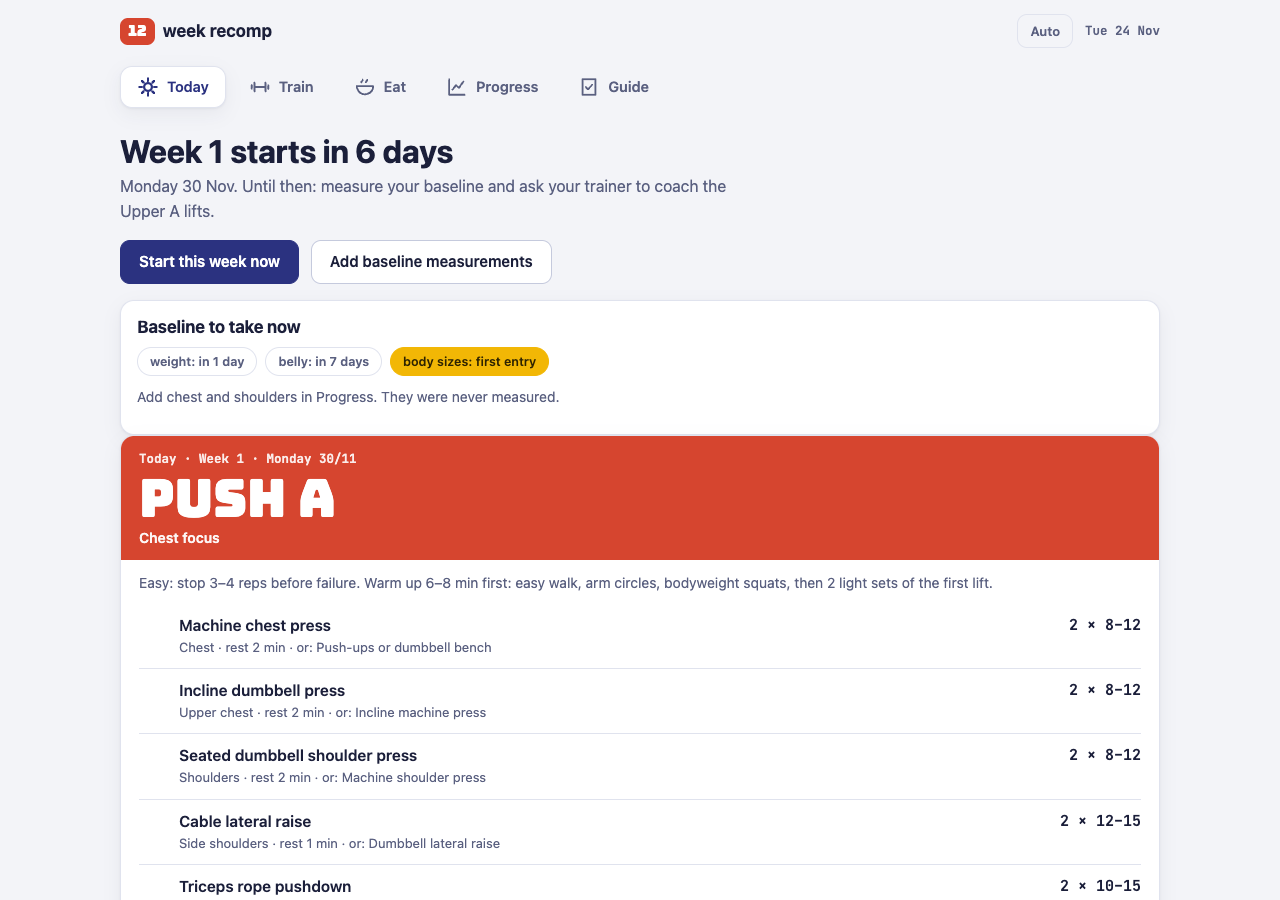 12 week recomp
Auto
Tue 24 Nov
Today
Train
Eat
Progress
Guide
Week 1 starts in 6 days
Monday 30 Nov. Until then: measure your baseline and ask your trainer to coach the
Upper A lifts.
Start this week now
Add baseline measurements
Baseline to take now
weight: in 1 day
belly: in 7 days
body sizes: first entry
Add chest and shoulders in Progress. They were never measured.
Today · Week 1 · Monday 30/11
PUSH A
Chest focus
Easy: stop 3–4 reps before failure. Warm up 6–8 min first: easy walk, arm circles, bodyweight squats, then 2 light sets of the first lift.
Machine chest press
2 × 8–12
Chest · rest 2 min · or: Push-ups or dumbbell bench
Incline dumbbell press
2 × 8–12
Upper chest · rest 2 min · or: Incline machine press
Seated dumbbell shoulder press
2 × 8–12
Shoulders · rest 2 min · or: Machine shoulder press
Cable lateral raise
2 × 12–15
Side shoulders · rest 1 min · or: Dumbbell lateral raise
Triceps rope pushdown
2 × 10–15